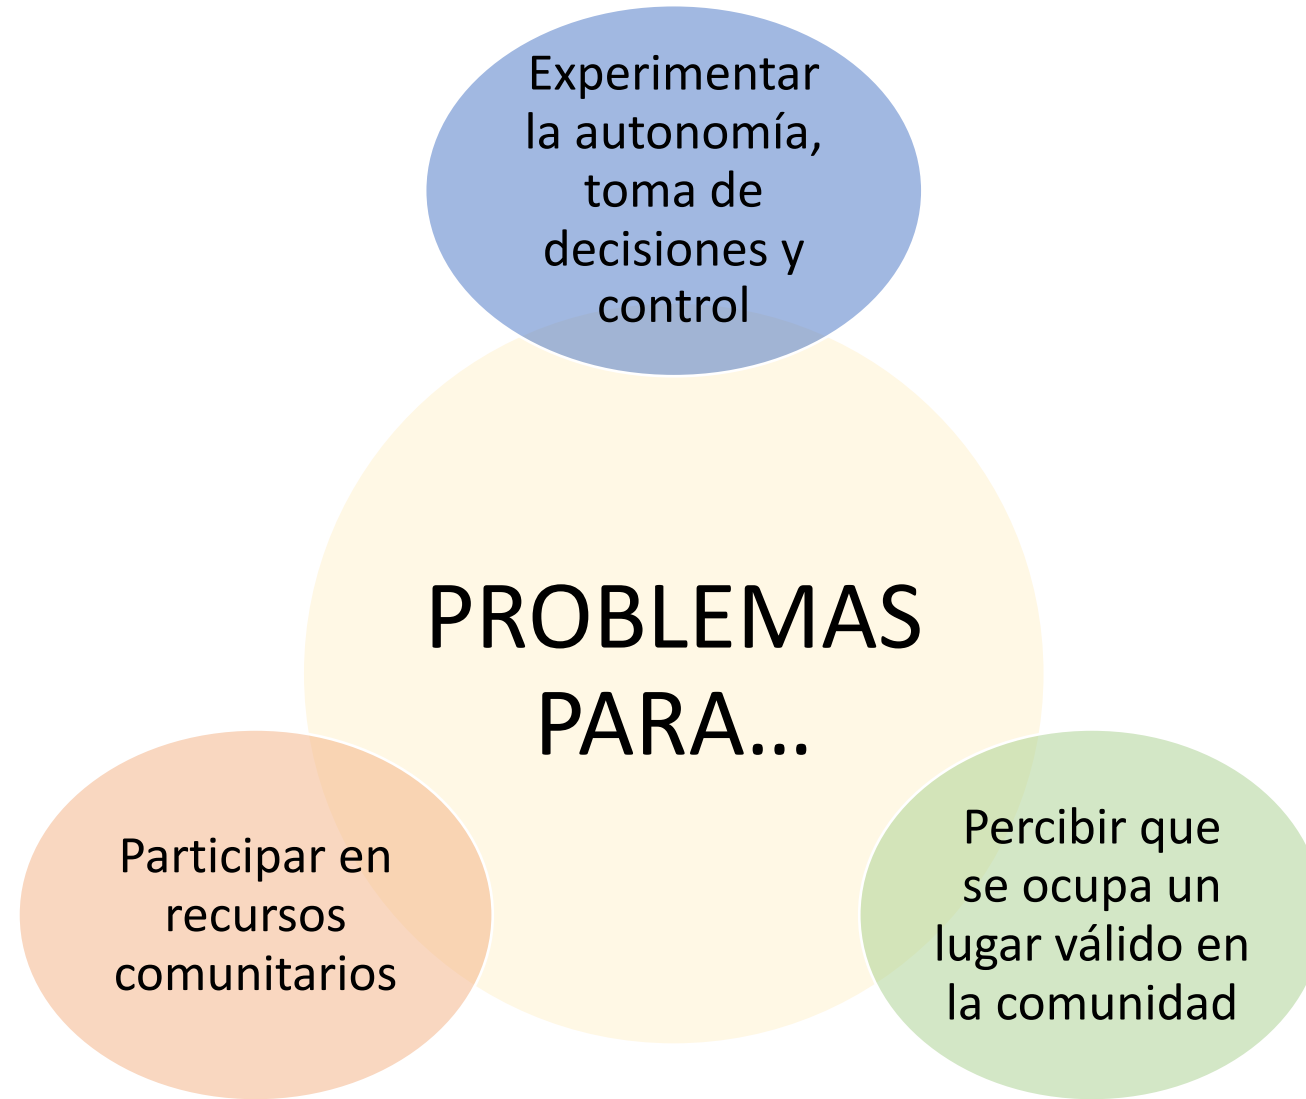 Experimentar
la autonomía,
toma de
decisiones y
control
PROBLEMAS
PARA...
Participar en
recursos
comunitarios
Percibir que
se ocupa un
lugar válido en
la comunidad